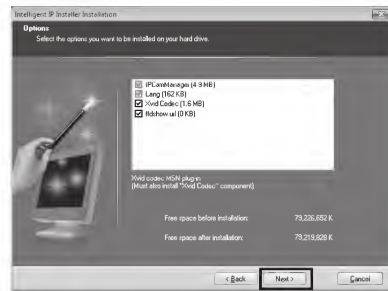 Intelligent IP Installer Installation
Options
Select the options you want to be installed on your hard drive.
IPCamManager (4.9 MB)
Lang (162 KB)
Xvid Codec (1.6 MB)
ffdshow.url (0 KB)
Xvid codec MSN plug-in
(Must also install "Xvid Codec" component)
Free space before installation: 79,226,652 K
Free space after installation: 79,219,828 K
< Back Next > Cancel